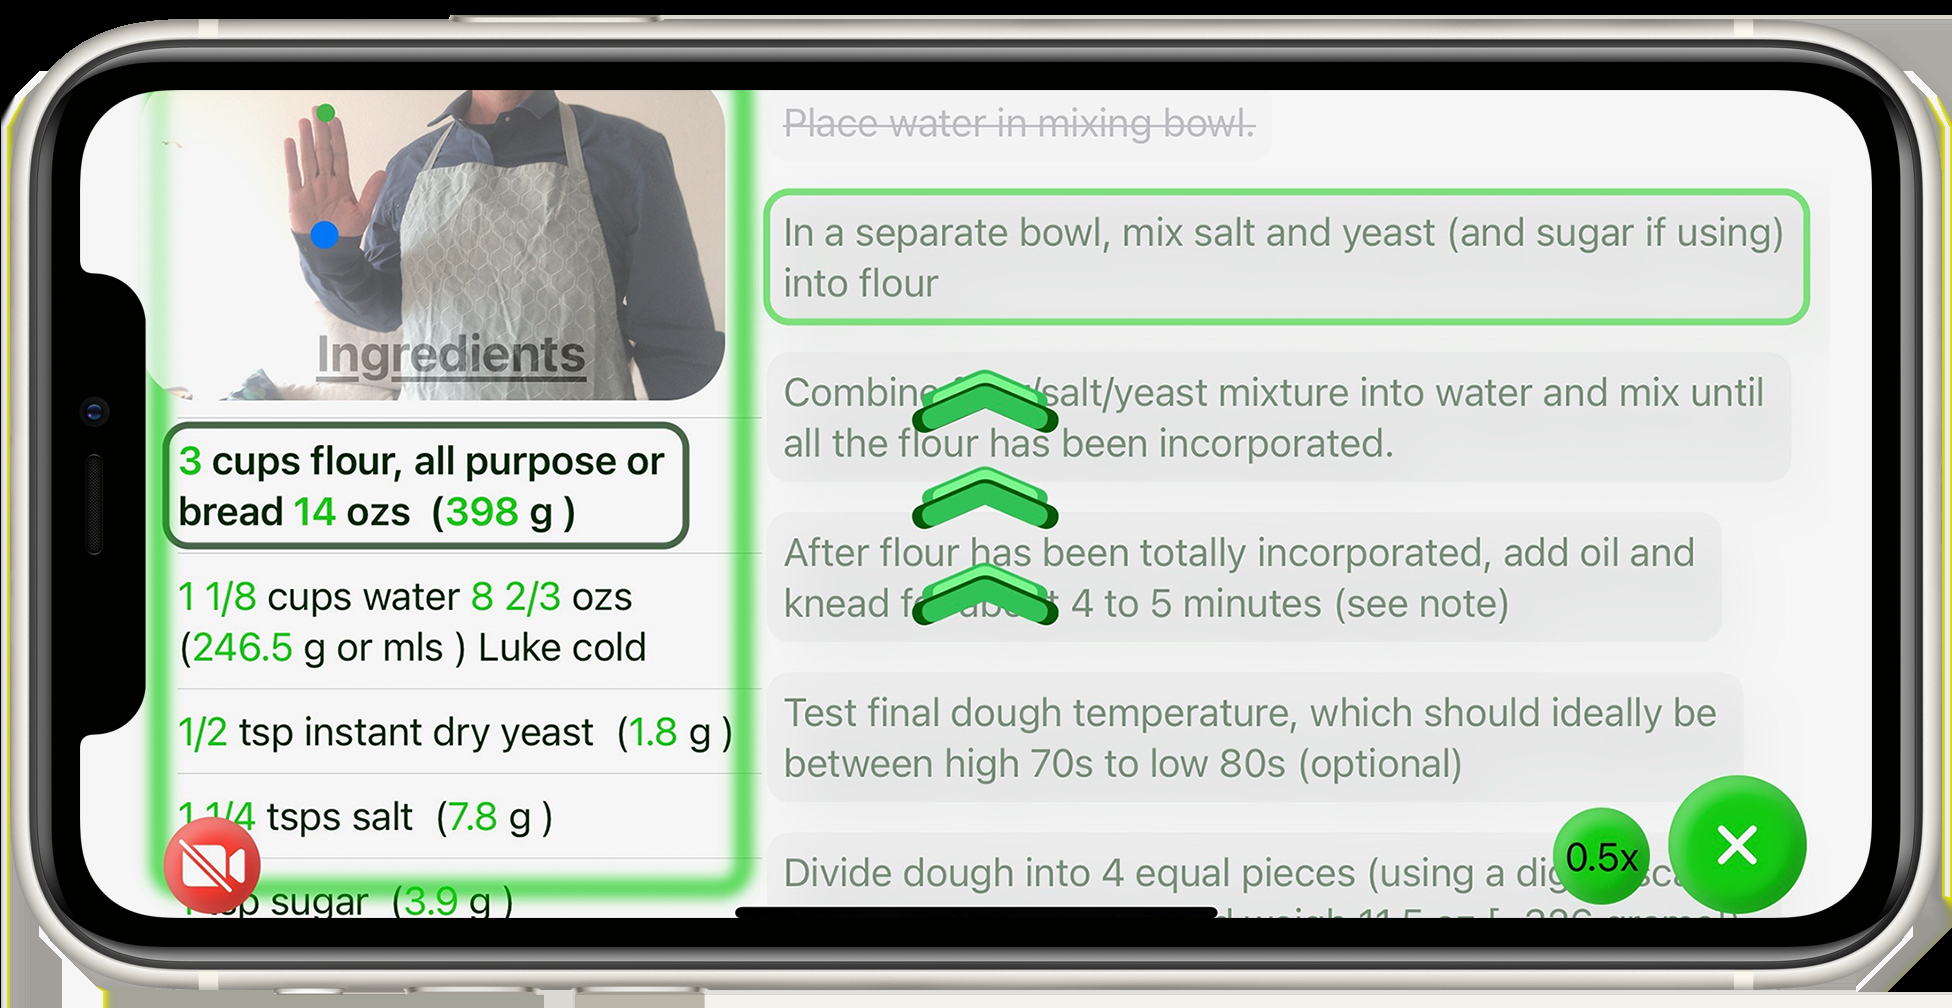 Ingredients
3 cups flour, all purpose or
bread 14 ozs (398 g )
1 1/8 cups water 8 2/3 ozs
(246.5 g or mls ) Luke cold
1/2 tsp instant dry yeast (1.8 g )
1 1/4 tsps salt (7.8 g )
sugar (3.9 g )
Place water in mixing bowl.
In a separate bowl, mix salt and yeast (and sugar if using)
into flour
Combine /salt/yeast mixture into water and mix until
all the flour has been incorporated.
After flour has been totally incorporated, add oil and
knead 4 to 5 minutes (see note)
Test final dough temperature, which should ideally be
between high 70s to low 80s (optional)
Divide dough into 4 equal pieces (using a
0.5x